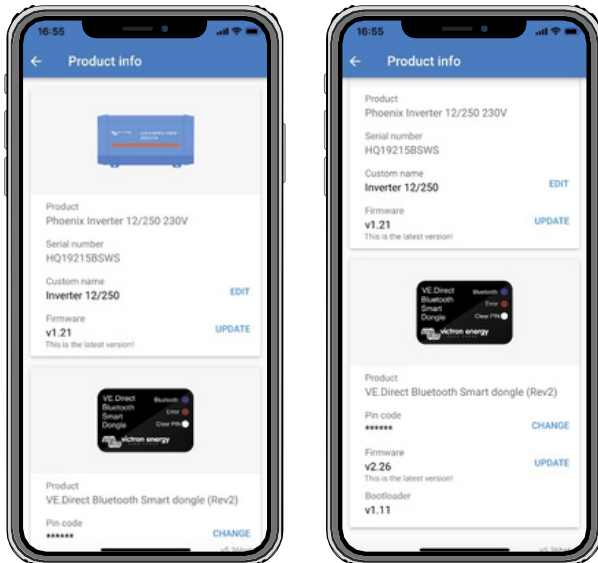 16:55
Product info
Product
Phoenix Inverter 12/250 230V
Serial number
HQ19215BSWS
Custom name
Inverter 12/250
EDIT
Firmware
v1.21
UPDATE
This is the latest version!
VE.Direct
Bluetooth
Smart
Dongle
Bluetooth
Error
Clear PIN
victron energy
Product
VE.Direct Bluetooth Smart dongle (Rev2)
Pin code
******
CHANGE
16:55
Product info
Product
Phoenix Inverter 12/250 230V
Serial number
HQ19215BSWS
Custom name
Inverter 12/250
EDIT
Firmware
v1.21
UPDATE
This is the latest version!
VE.Direct
Bluetooth
Smart
Dongle
Bluetooth
Error
Clear PIN
victron energy
Product
VE.Direct Bluetooth Smart dongle (Rev2)
Pin code
******
CHANGE
Firmware
v2.26
UPDATE
This is the latest version!
Bootloader
v1.11